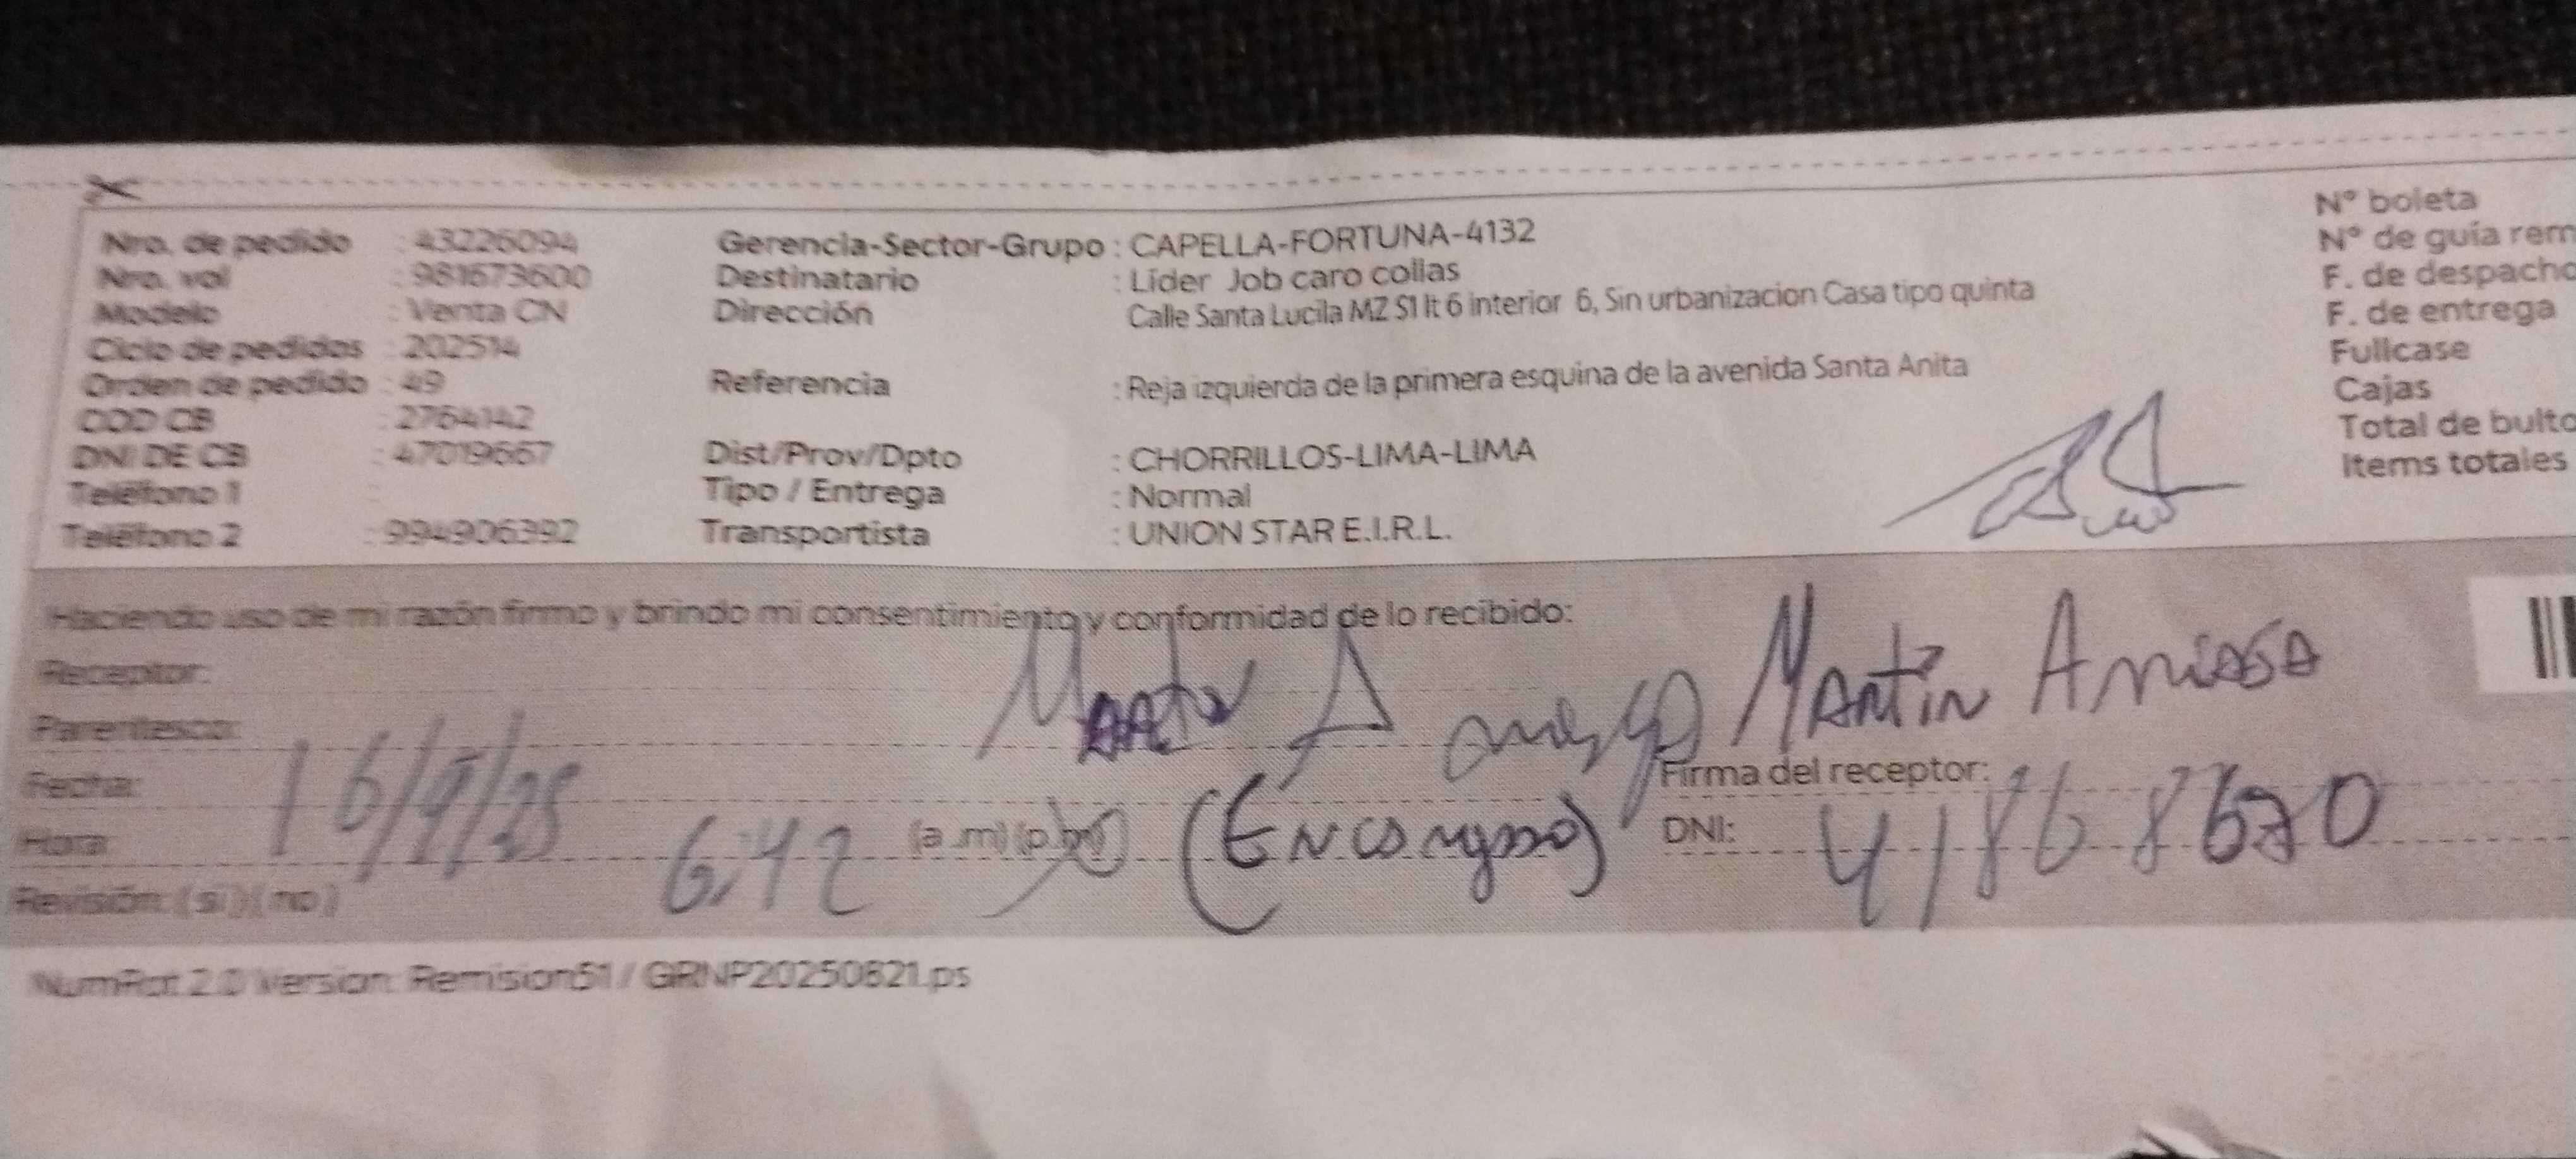 Nro. de pedido : 43226094 Gerencia-Sector-Grupo : CAPELLA-FORTUNA-4132 N° boleta
Nro. vol : 981673600 Destinatario : Líder Job caro collas N° de guía rem
Modelo : Venta CN Dirección : Calle Santa Lucila MZ S1 lt 6 interior 6, Sin urbanizacion Casa tipo quinta F. de despacho
Ciclo de pedidos : 202514 F. de entrega
Orden de pedido : 49 Referencia : Reja izquierda de la primera esquina de la avenida Santa Anita Fullcase
COD CB : 2764142 Cajas
DNI DE CB : 47019667 Dist/Prov/Dpto : CHORRILLOS-LIMA-LIMA Total de bulto
Teléfono 1 : Tipo / Entrega : Normal Items totales
Teléfono 2 : 994906392 Transportista : UNION STAR E.I.R.L.
Haciendo uso de mi razón firmo y brindo mi consentimiento y conformidad de lo recibido:
Receptor: Martin
Parentesco: MARTIN
Fecha: 16/9/25 Firma del receptor:
Hora: 6:42 (a.m) (p.m) DNI:
Revisión: (si) (no)
NumRot 2.0 Version: Remision51 / GRNP20250821.ps